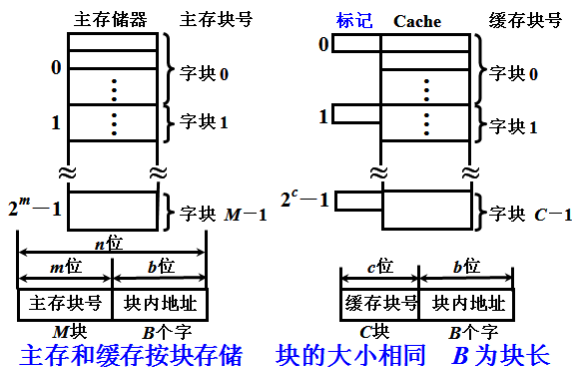 主存储器 主存块号 标记 Cache 缓存块号
0 字块 0 0 字块 0
1 字块 1 1 字块 1
2^m－1 字块 M－1 2^c－1 字块 C－1
n位
m位 b位 c位 b位
主存块号 块内地址 缓存块号 块内地址
M块 B个字 C块 B个字
主存和缓存按块存储 块的大小相同 B 为块长